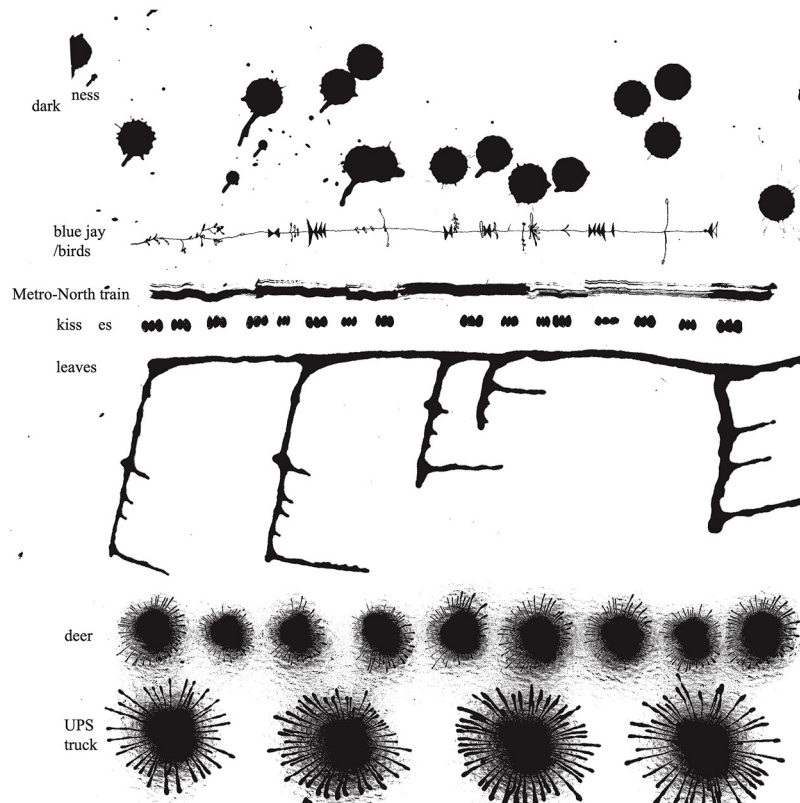 ness
dark
blue jay
/birds
Metro-North train
kiss es
leaves
deer
UPS
truck